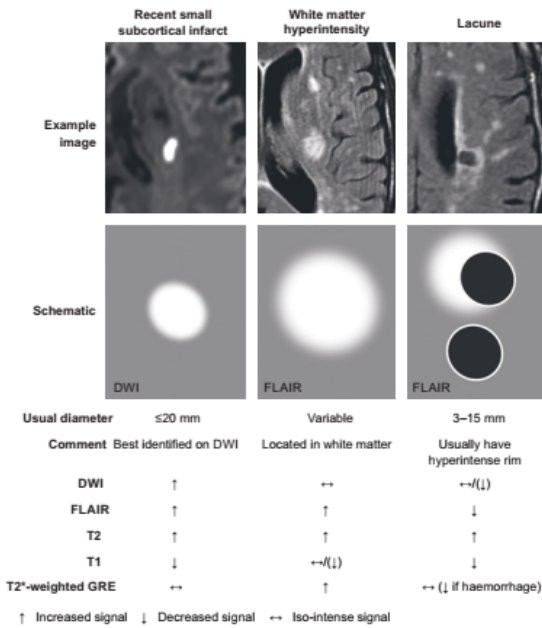 Recent small subcortical infarct
White matter hyperintensity
Lacune
Example image
Schematic
DWI
FLAIR
FLAIR
Usual diameter ≤20 mm Variable 3–15 mm
Comment Best identified on DWI Located in white matter Usually have hyperintense rim
DWI ↑ ↔ ↔/(↓)
FLAIR ↑ ↑ ↓
T2 ↑ ↑ ↑
T1 ↓ ↔/(↓) ↓
T2*-weighted GRE ↔ ↑ ↔ (↓ if haemorrhage)
↑ Increased signal ↓ Decreased signal ↔ Iso-intense signal